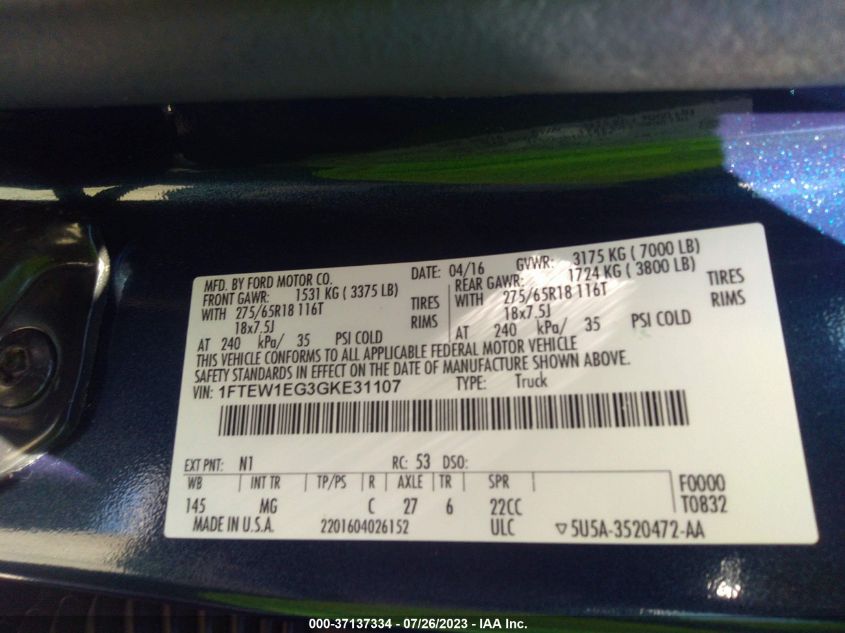 MFD. BY FORD MOTOR CO. DATE: 04/16 GVWR: 3175 KG ( 7000 LB)
FRONT GAWR: 1531 KG ( 3375 LB) REAR GAWR: 1724 KG ( 3800 LB)
WITH 275/65R18 116T TIRES WITH 275/65R18 116T TIRES
18x7.5J RIMS 18x7.5J RIMS
AT 240 kPa/ 35 PSI COLD AT 240 kPa/ 35 PSI COLD
THIS VEHICLE CONFORMS TO ALL APPLICABLE FEDERAL MOTOR VEHICLE
SAFETY STANDARDS IN EFFECT ON THE DATE OF MANUFACTURE SHOWN ABOVE.
VIN: 1FTEW1EG3GKE31107 TYPE: Truck
EXT PNT: N1 RC: 53 DSO:
WB INT TR TP/PS R AXLE TR SPR F0000
145 MG C 27 6 22CC T0832
MADE IN U.S.A. 2201604026152 ULC ▽5U5A-3520472-AA
000-37137334 - 07/26/2023 - IAA Inc.